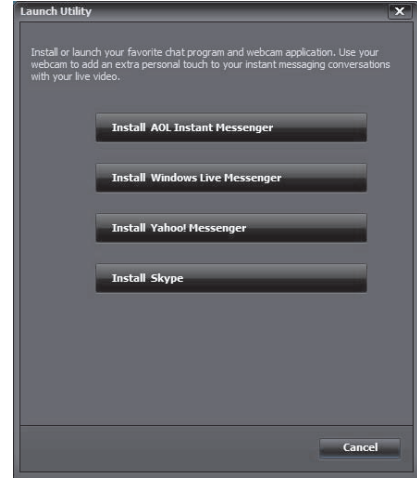 Launch Utility
X
Install or launch your favorite chat program and webcam application. Use your
webcam to add an extra personal touch to your instant messaging conversations
with your live video.
Install AOL Instant Messenger
Install Windows Live Messenger
Install Yahoo! Messenger
Install Skype
Cancel